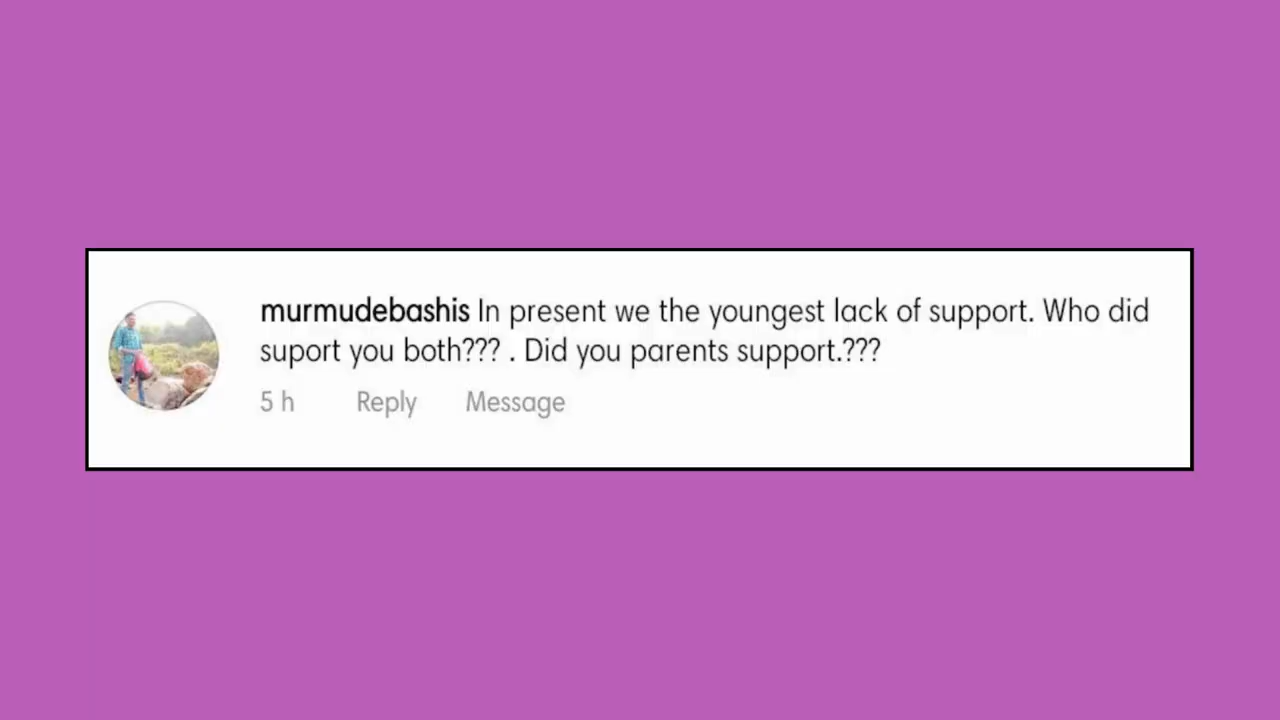 murmudebashis In present we the youngest lack of support. Who did
suport you both??? . Did you parents support.???
5 h Reply Message